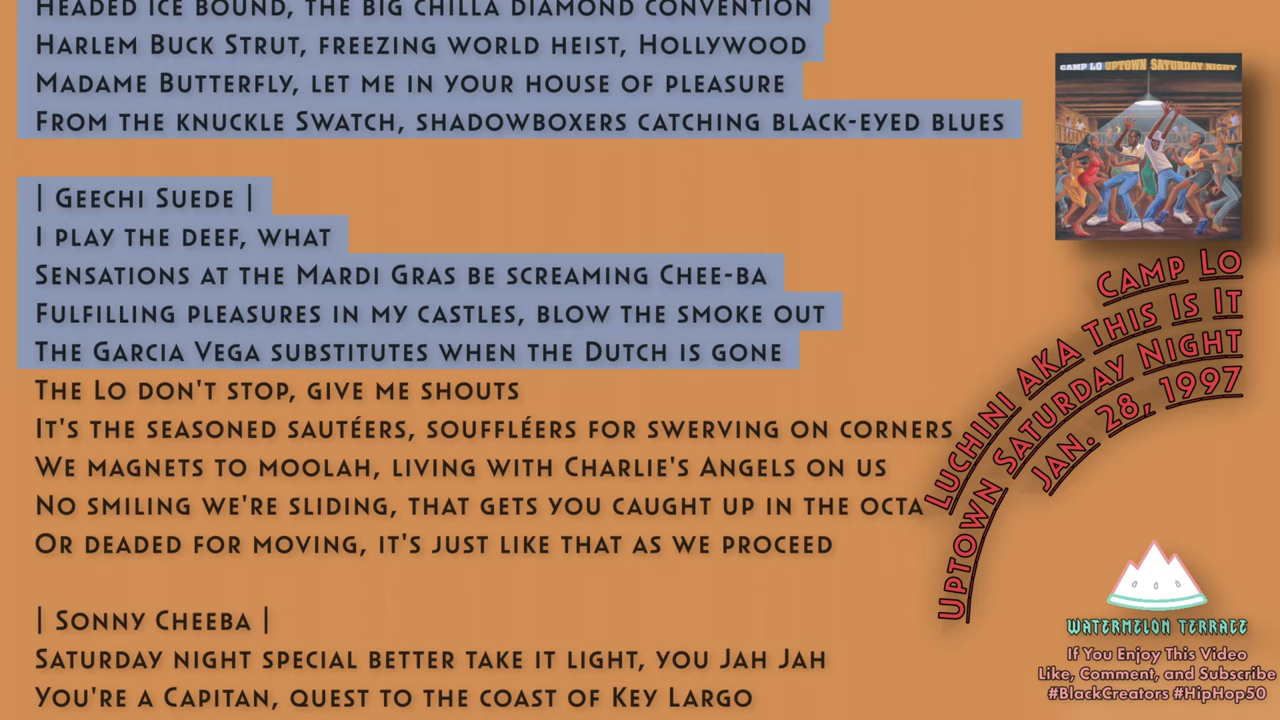 Headed ice bound, the big chilla diamond convention
Harlem Buck Strut, freezing world heist, Hollywood
Madame Butterfly, let me in your house of pleasure
From the knuckle Swatch, shadowboxers catching black-eyed blues
| Geechi Suede |
I play the deef, what
Sensations at the Mardi Gras be screaming Chee-ba
Fulfilling pleasures in my castles, blow the smoke out
The Garcia Vega substitutes when the Dutch is gone
The Lo don't stop, give me shouts
It's the seasoned sautéers, souffléers for swerving on corners
We magnets to moolah, living with Charlie's Angels on us
No smiling we're sliding, that gets you caught up in the octa
Or deaded for moving, it's just like that as we proceed
| Sonny Cheeba |
Saturday night special better take it light, you Jah Jah
You're a Capitan, quest to the coast of Key Largo
CAMP LO UPTOWN SATURDAY NIGHT
Camp Lo
Luchini AKA This Is It
Uptown Saturday Night
Jan. 28, 1997
Watermelon Terrace
If You Enjoy This Video
Like, Comment, and Subscribe
#BlackCreators #HipHop50